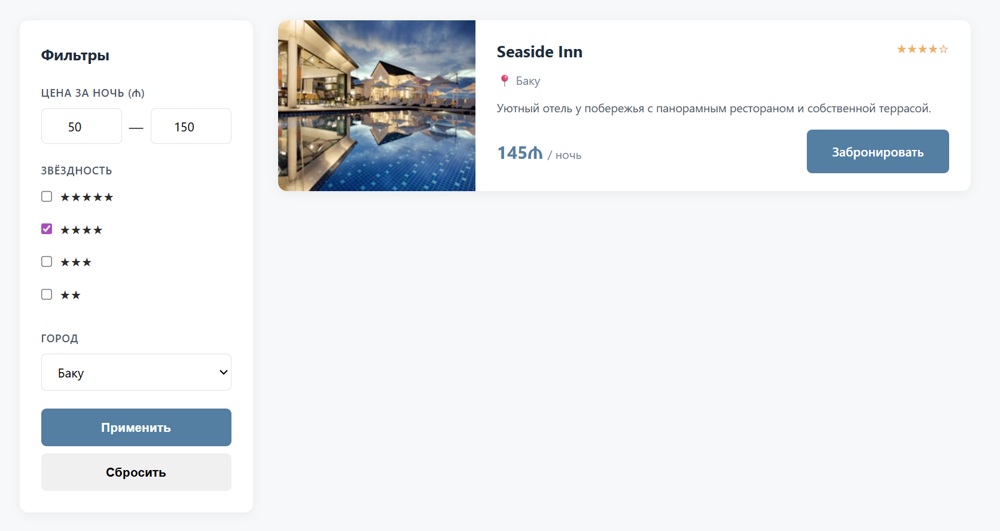 Фильтры
ЦЕНА ЗА НОЧЬ (₼)
50 — 150
ЗВЁЗДНОСТЬ
★★★★★
★★★★
★★★
★★
ГОРОД
Баку
Применить
Сбросить
Seaside Inn
★★★★☆
📍 Баку
Уютный отель у побережья с панорамным рестораном и собственной террасой.
145₼ / ночь
Забронировать